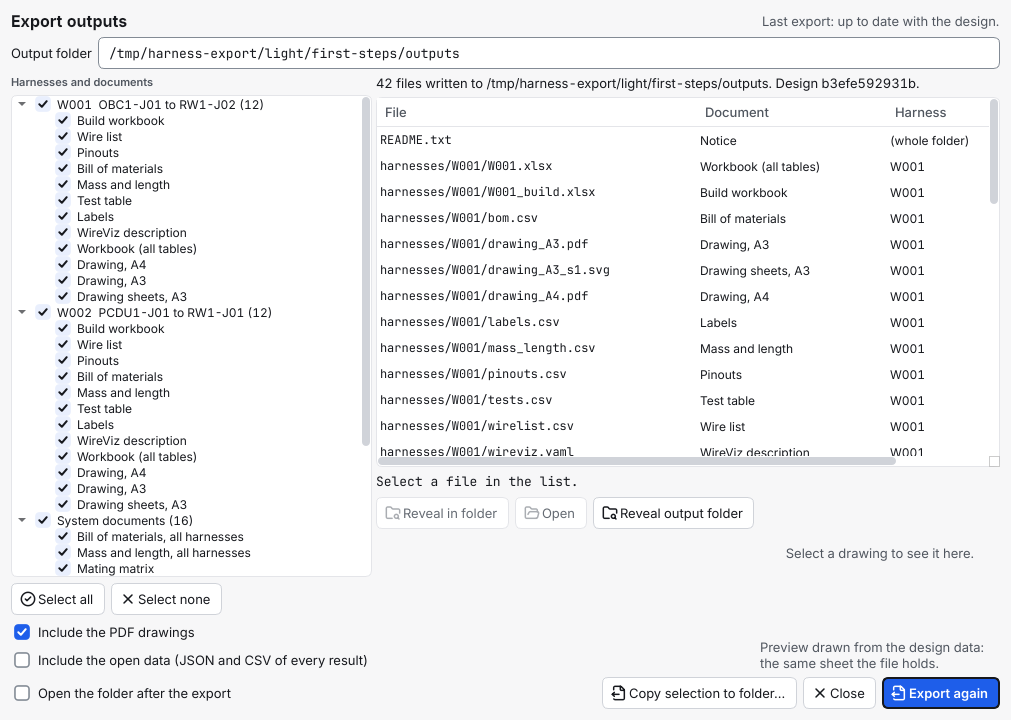 Export outputs
Last export: up to date with the design.
Output folder
/tmp/harness-export/light/first-steps/outputs
Harnesses and documents
W001 OBC1-J01 to RW1-J02 (12)
Build workbook
Wire list
Pinouts
Bill of materials
Mass and length
Test table
Labels
WireViz description
Workbook (all tables)
Drawing, A4
Drawing, A3
Drawing sheets, A3
W002 PCDU1-J01 to RW1-J01 (12)
Build workbook
Wire list
Pinouts
Bill of materials
Mass and length
Test table
Labels
WireViz description
Workbook (all tables)
Drawing, A4
Drawing, A3
Drawing sheets, A3
System documents (16)
Bill of materials, all harnesses
Mass and length, all harnesses
Mating matrix
Select all
Select none
Include the PDF drawings
Include the open data (JSON and CSV of every result)
Open the folder after the export
42 files written to /tmp/harness-export/light/first-steps/outputs. Design b3efe592931b.
File Document Harness
README.txt Notice (whole folder)
harnesses/W001/W001.xlsx Workbook (all tables) W001
harnesses/W001/W001_build.xlsx Build workbook W001
harnesses/W001/bom.csv Bill of materials W001
harnesses/W001/drawing_A3.pdf Drawing, A3 W001
harnesses/W001/drawing_A3_s1.svg Drawing sheets, A3 W001
harnesses/W001/drawing_A4.pdf Drawing, A4 W001
harnesses/W001/labels.csv Labels W001
harnesses/W001/mass_length.csv Mass and length W001
harnesses/W001/pinouts.csv Pinouts W001
harnesses/W001/tests.csv Test table W001
harnesses/W001/wirelist.csv Wire list W001
harnesses/W001/wireviz.yaml WireViz description W001
Select a file in the list.
Reveal in folder
Open
Reveal output folder
Select a drawing to see it here.
Preview drawn from the design data:
the same sheet the file holds.
Copy selection to folder...
Close
Export again